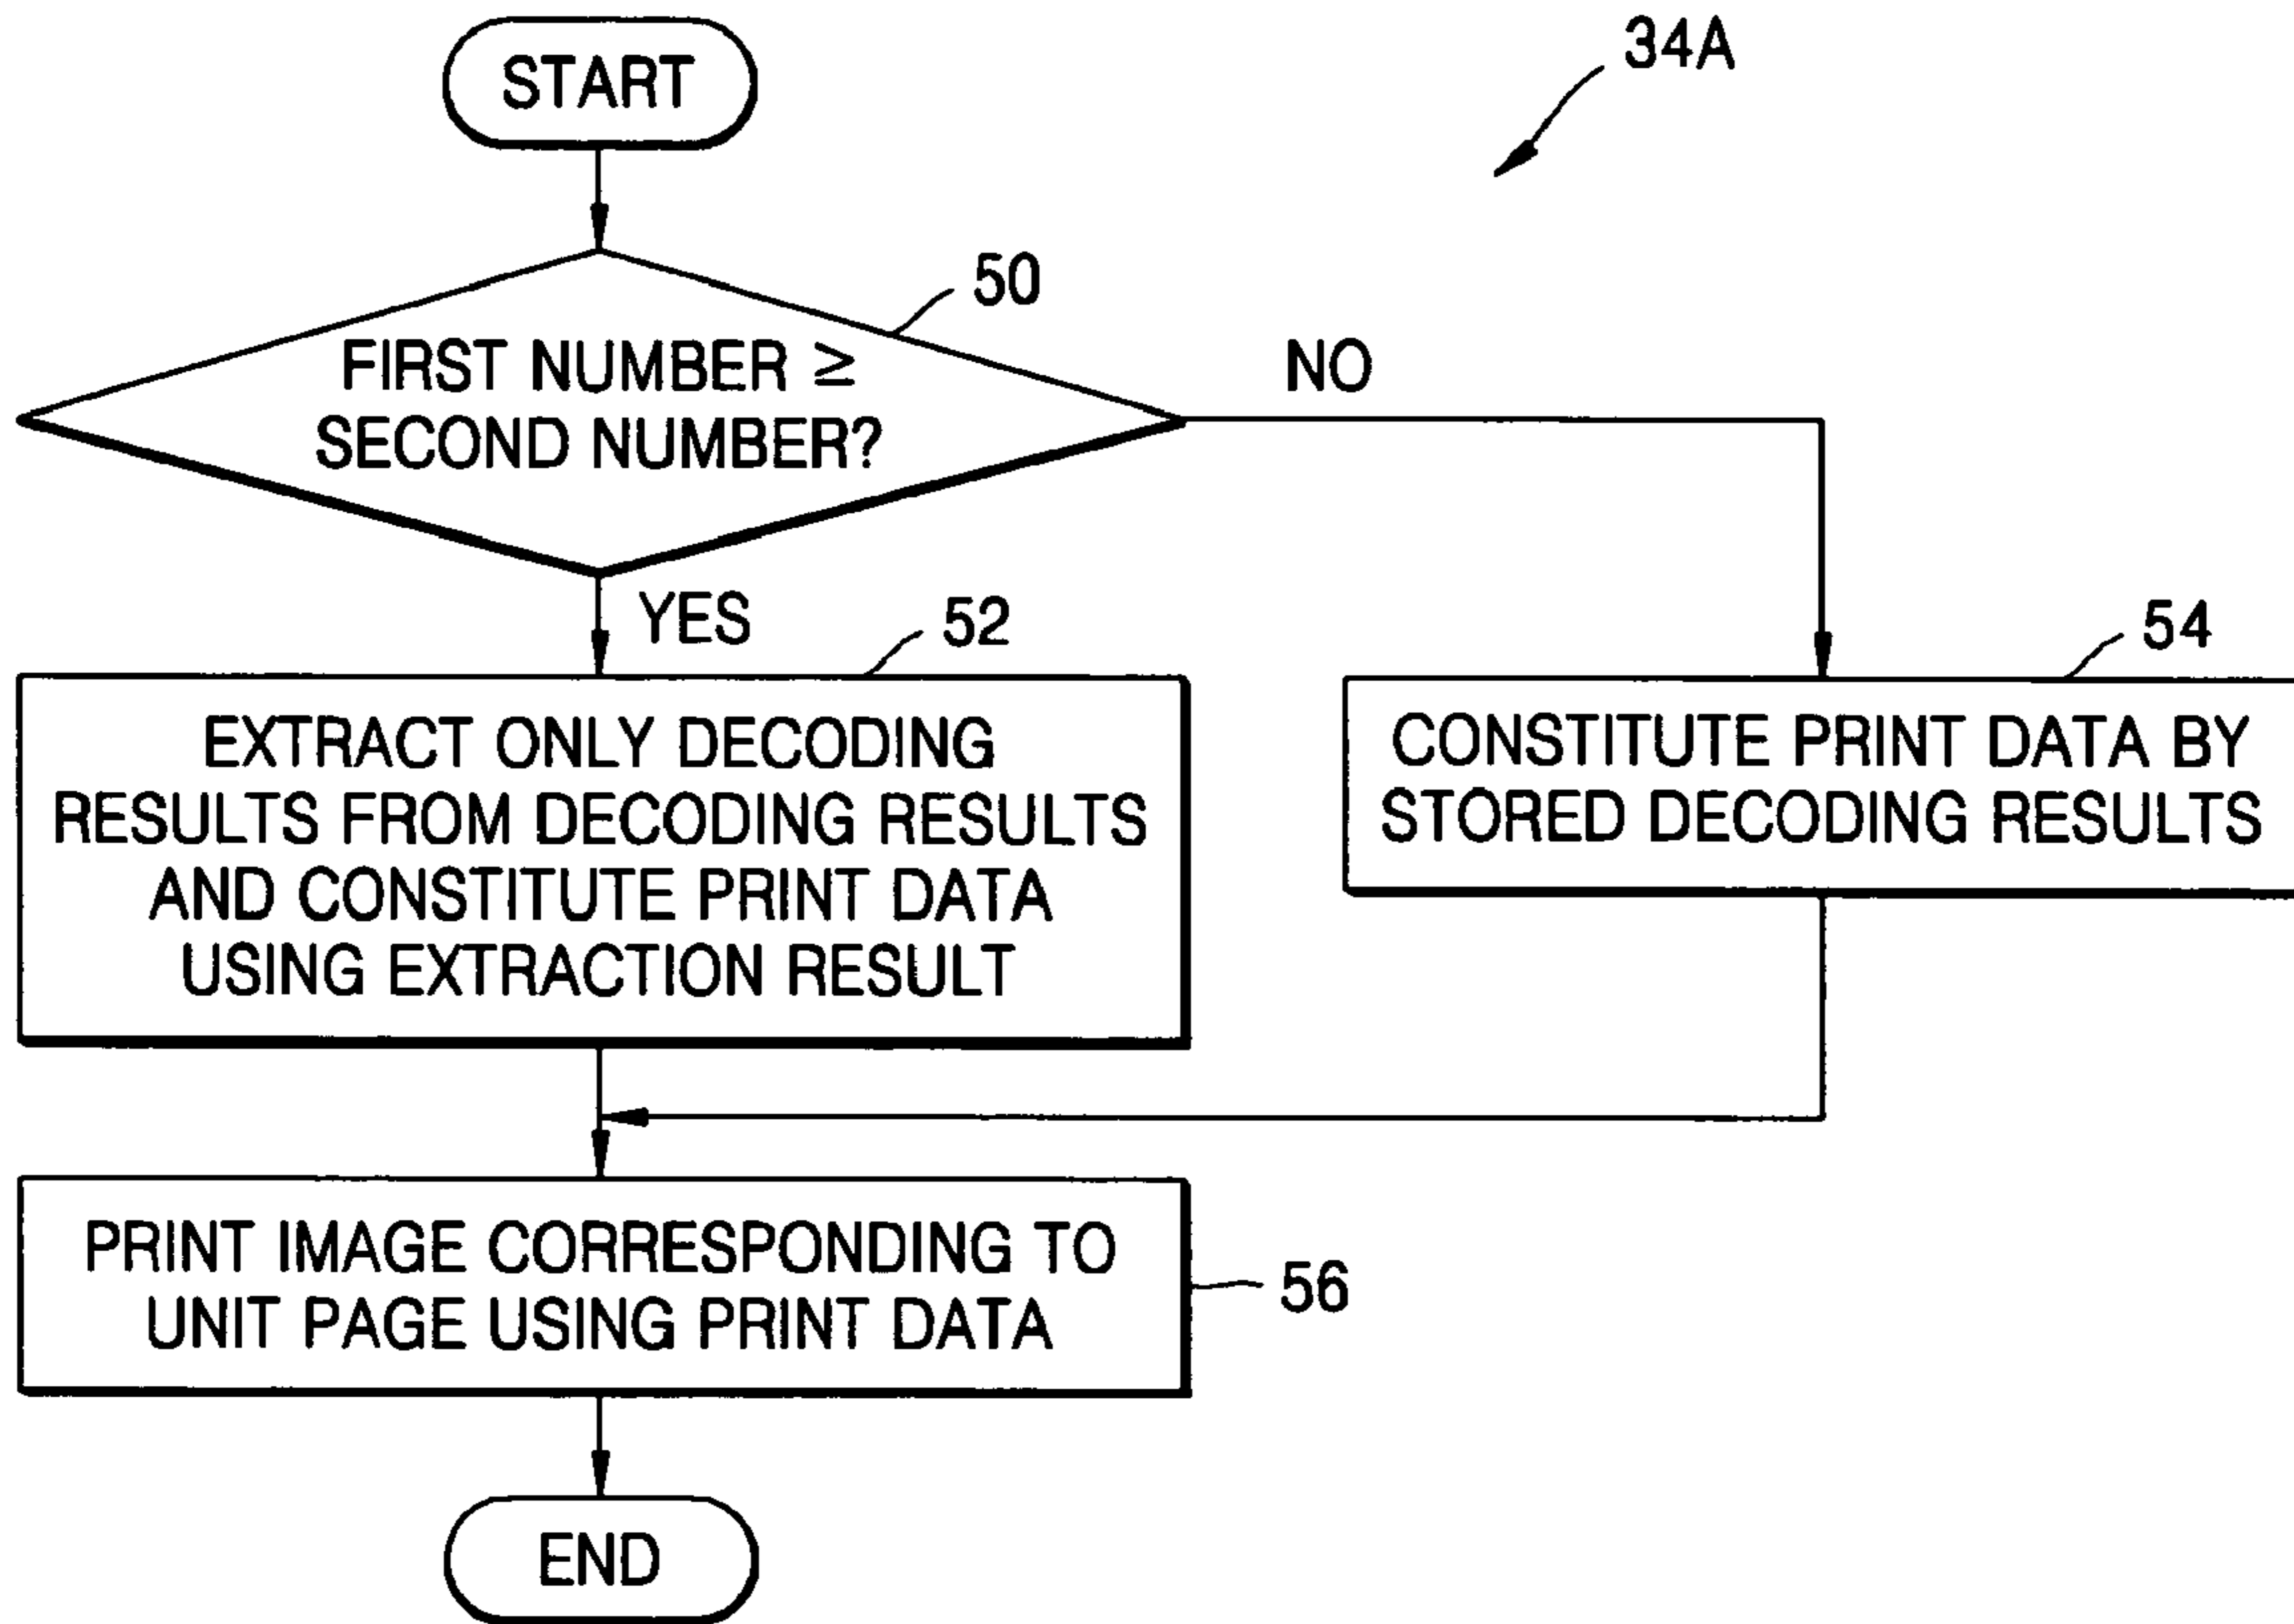 START
34A
50
FIRST NUMBER ≥
SECOND NUMBER?
NO
YES
52
54
EXTRACT ONLY DECODING
RESULTS FROM DECODING RESULTS
AND CONSTITUTE PRINT DATA
USING EXTRACTION RESULT
CONSTITUTE PRINT DATA BY
STORED DECODING RESULTS
PRINT IMAGE CORRESPONDING TO
UNIT PAGE USING PRINT DATA
56
END